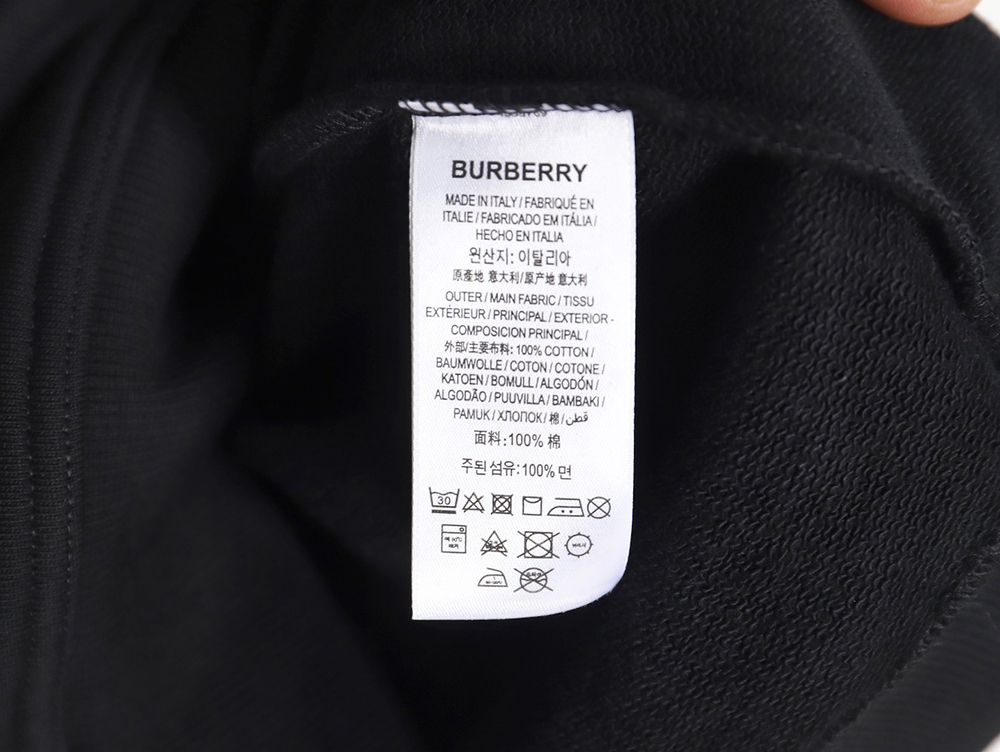 BURBERRY
MADE IN ITALY / FABRIQUÉ EN
ITALIE / FABRICADO EM ITÁLIA /
HECHO EN ITALIA
원산지: 이탈리아
原產地 意大利/原产地 意大利
OUTER / MAIN FABRIC / TISSU
EXTÉRIEUR / PRINCIPAL / EXTERIOR -
COMPOSICION PRINCIPAL /
外部/主要布料: 100% COTTON /
BAUMWOLLE / COTON / COTONE /
KATOEN / BOMULL / ALGODÓN /
ALGODÃO / PUUVILLA / BAMBAKI /
PAMUK / ХЛОПОК / 棉 / قطن
面料:100% 棉
주된 섬유:100% 면
30